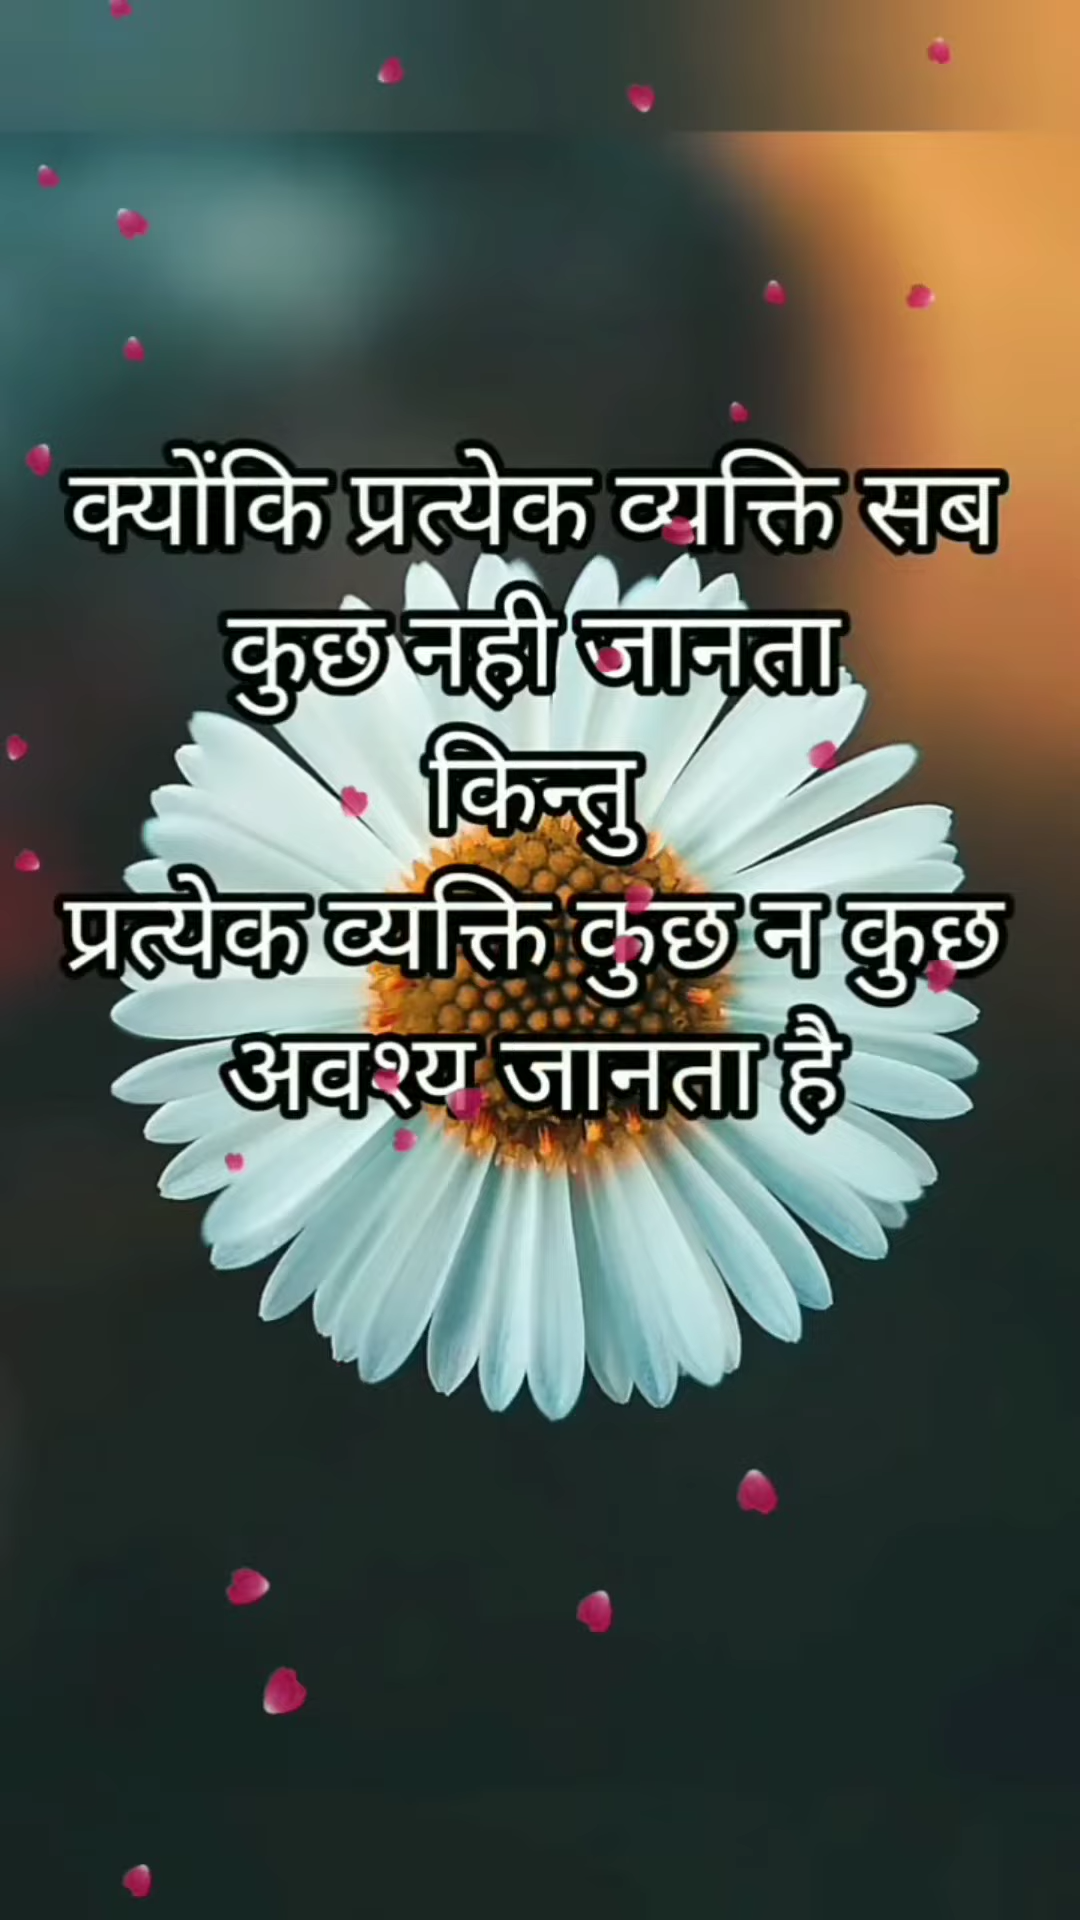 क्योंकि प्रत्येक व्यक्ति सब
कुछ नही जानता
किन्तु
प्रत्येक व्यक्ति कुछ न कुछ
अवश्य जानता है